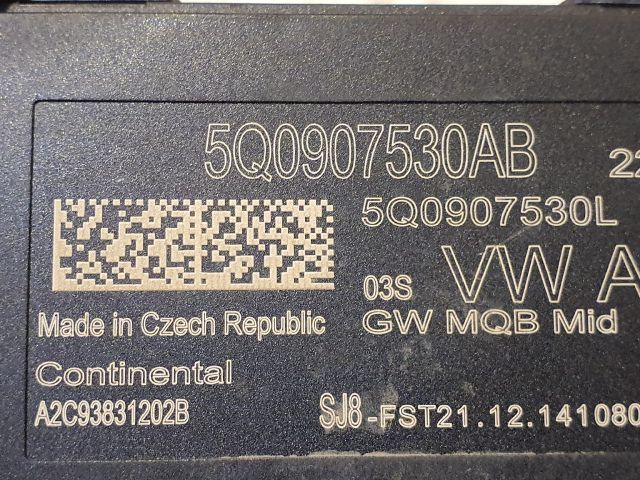 5Q0907530AB 22
5Q0907530L
03S VW A
GW MQB Mid
Made in Czech Republic
Continental
A2C93831202B SJ8-FST21.12.141080